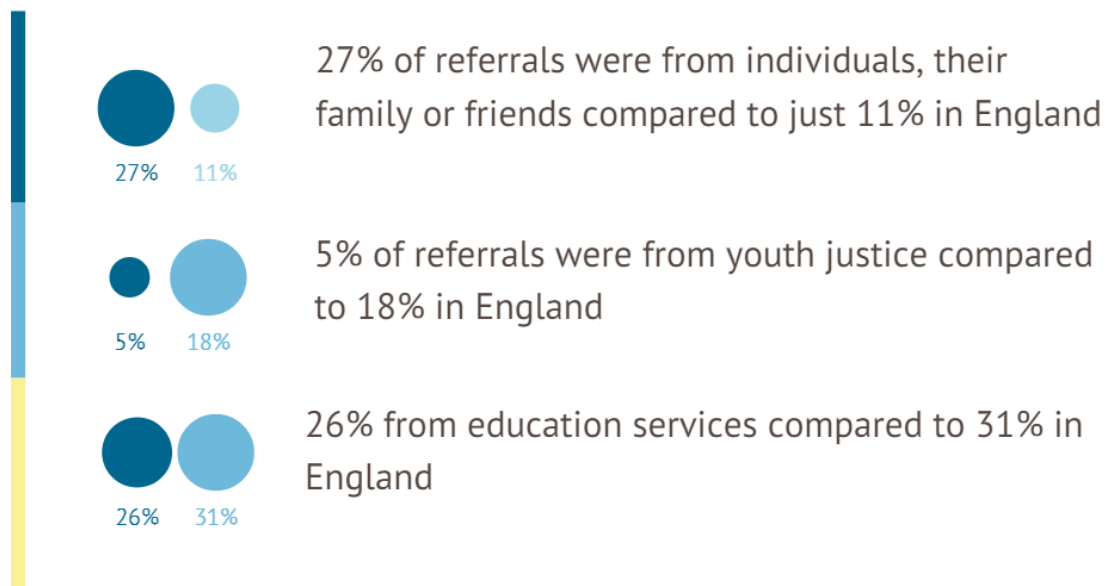 27% of referrals were from individuals, their
family or friends compared to just 11% in England
27% 11%
5% of referrals were from youth justice compared
to 18% in England
5% 18%
26% from education services compared to 31% in
England
26% 31%